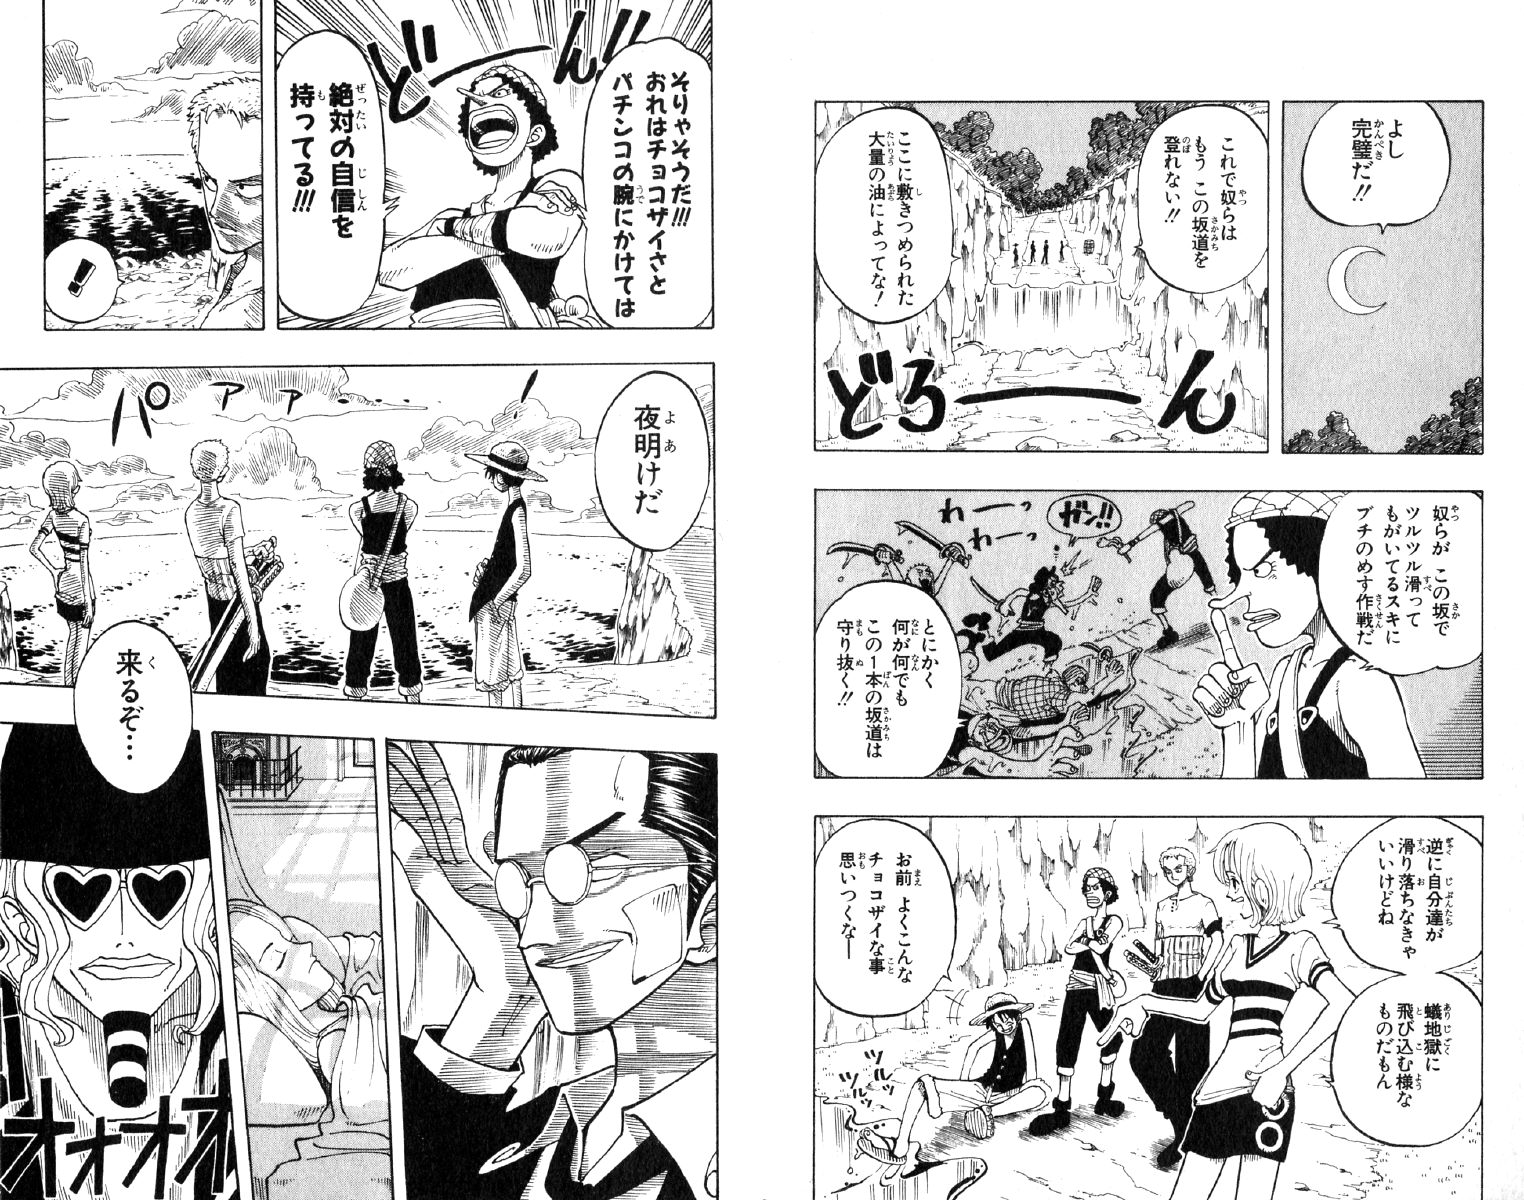 よし
完璧だ!!
これで奴らは
もう この坂道を
登れない!!
ここに敷きつめられた
大量の油によってな!
どろーーん
奴らが この坂で
ツルツル滑って
もがいてるスキに
ブチのめす作戦だ
ガン!!
わーーっ
わーーっ
とにかく
何が何でも
この1本の坂道は
守り抜く!!
逆に自分達が
滑り落ちなきゃ
いいけどね
蟻地獄に
飛び込む様な
ものだもん
お前 よくこんな
チョコザイな事
思いつくなー
ツルッ
ツルッ
そりゃそうだ!!!
おれはチョコザイさと
パチンコの腕にかけては
どーーん!!
絶対の自信を
持ってる!!!
!
夜明けだ
パァァ
来るぞ…
オオオオ